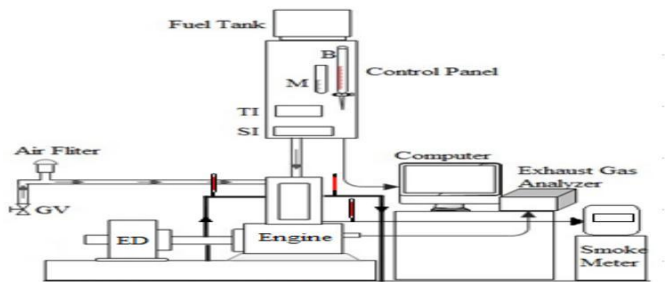 Fuel Tank
B
M
Control Panel
TI
SI
Air Fliter
Computer
Exhaust Gas
Analyzer
GV
ED
Engine
Smoke
Meter